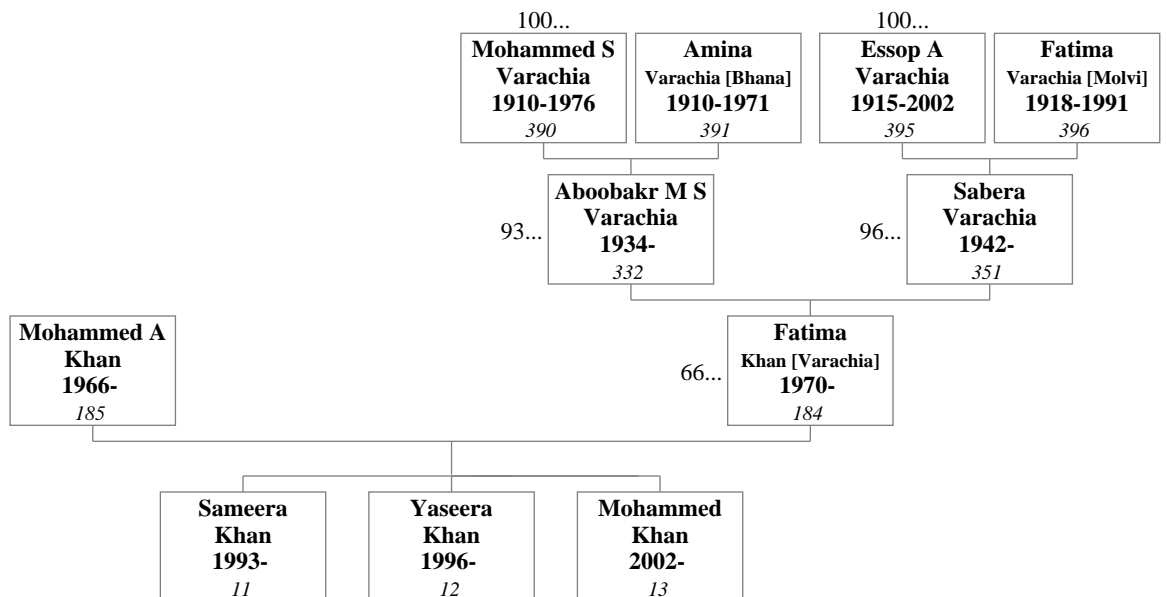 100...
100...
Mohammed S
Varachia
1910-1976
390
Amina
Varachia [Bhana]
1910-1971
391
Essop A
Varachia
1915-2002
395
Fatima
Varachia [Molvi]
1918-1991
396
93...
Aboobakr M S
Varachia
1934-
332
96...
Sabera
Varachia
1942-
351
Mohammed A
Khan
1966-
185
66...
Fatima
Khan [Varachia]
1970-
184
Sameera
Khan
1993-
11
Yaseera
Khan
1996-
12
Mohammed
Khan
2002-
13